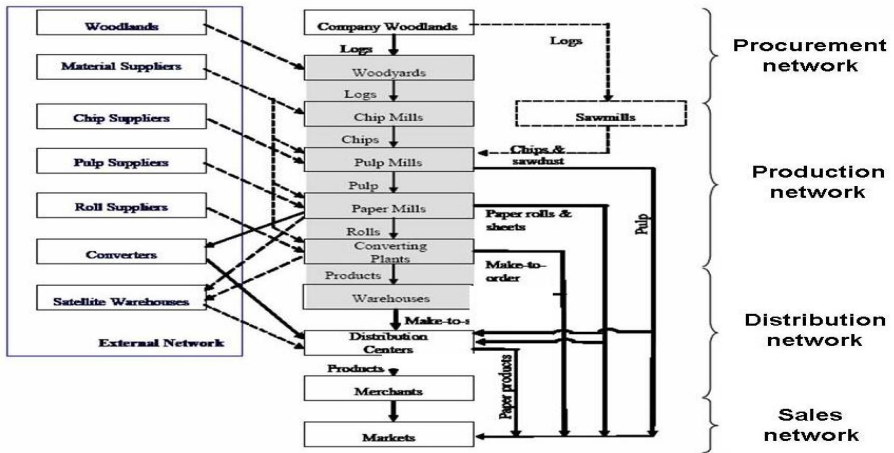 Woodlands
Material Suppliers
Chip Suppliers
Pulp Suppliers
Roll Suppliers
Converters
Satellite Warehouses
External Network
Company Woodlands
Logs
Woodyards
Logs
Chip Mills
Chips
Pulp Mills
Pulp
Paper Mills
Rolls
Converting
Plants
Products
Warehouses
Make-to-s
Distribution
Centers
Products
Merchants
Markets
Logs
Sawmills
Chips &
sawdust
Paper rolls &
sheets
Make-to-
order
Pulp
Paper products
Procurement
network
Production
network
Distribution
network
Sales
network